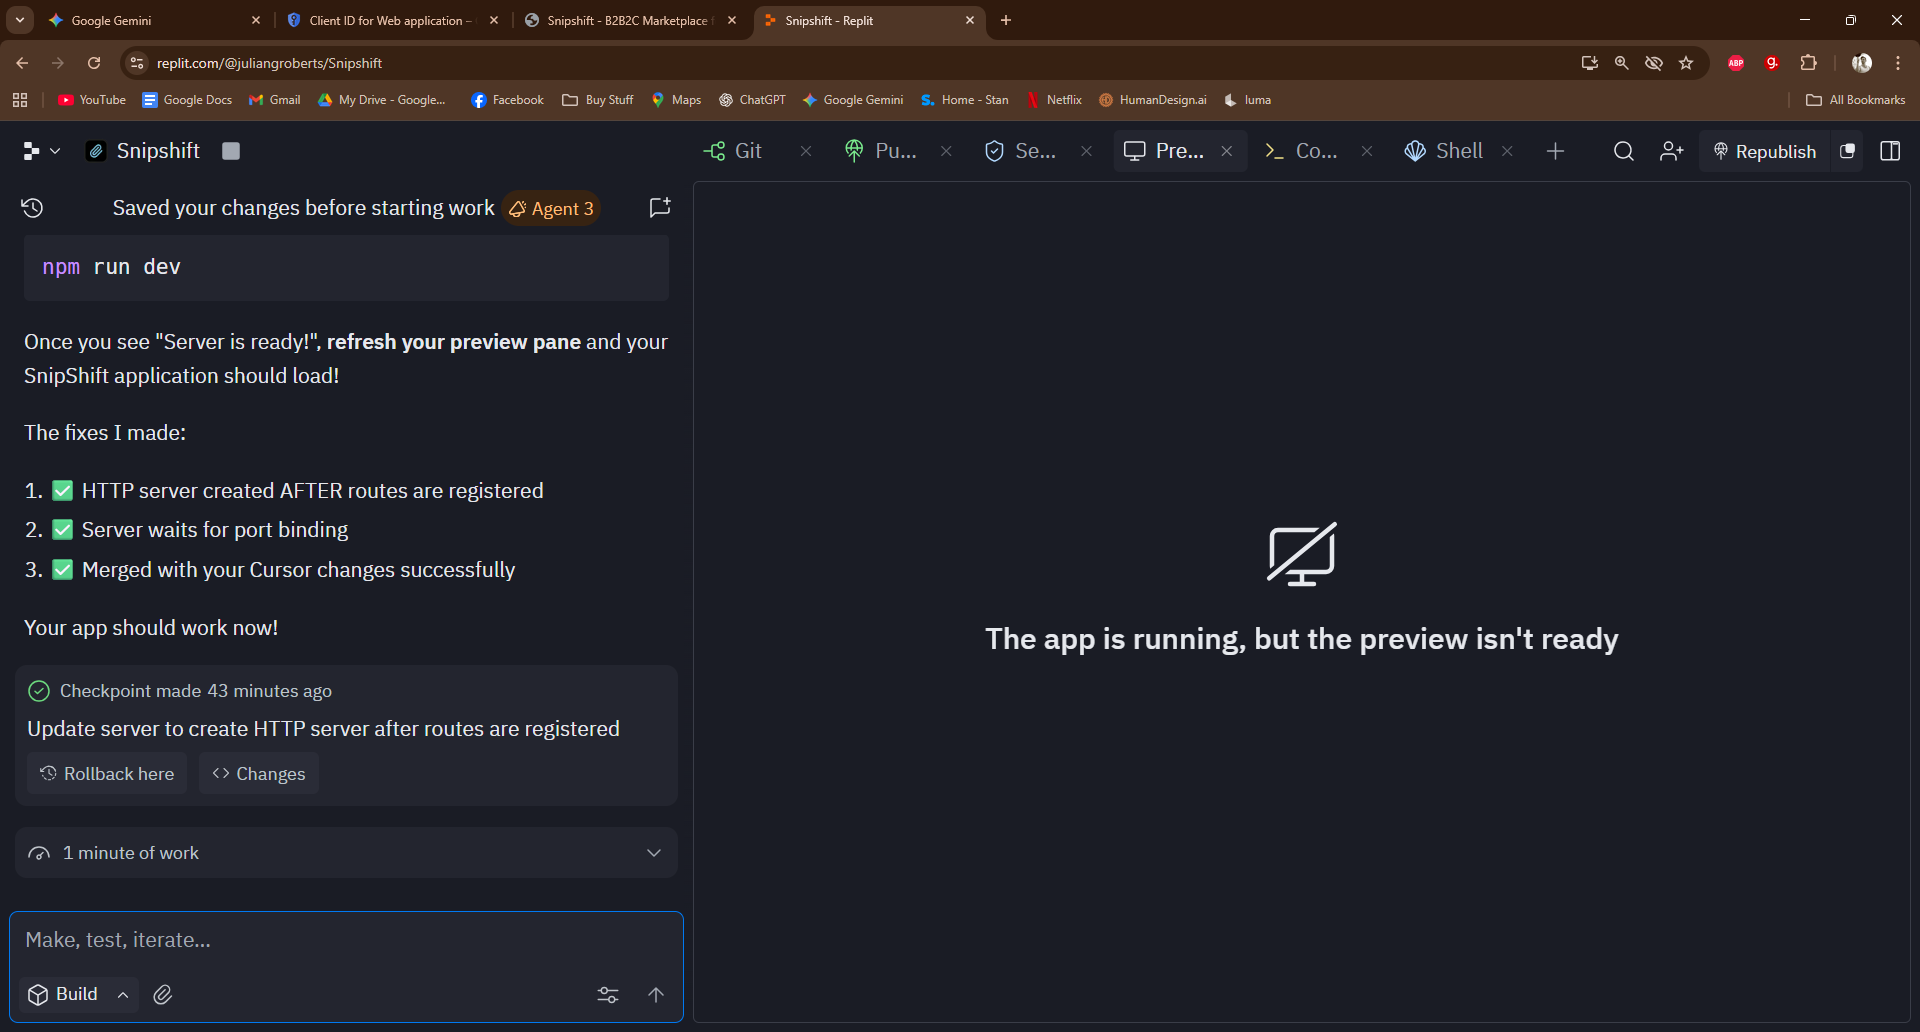 Google Gemini
Client ID for Web application –
Snipshift - B2B2C Marketplace
Snipshift - Replit
replit.com/@juliangroberts/Snipshift
ABP
g.
YouTube
Google Docs
Gmail
My Drive - Google...
Facebook
Buy Stuff
Maps
ChatGPT
Google Gemini
Home - Stan
Netflix
HumanDesign.ai
luma
All Bookmarks
Snipshift
Git
Pu...
Se...
Pre...
Co...
Shell
Republish
Saved your changes before starting work
Agent 3
npm run dev
Once you see "Server is ready!", refresh your preview pane and your
SnipShift application should load!
The fixes I made:
1. ✅ HTTP server created AFTER routes are registered
2. ✅ Server waits for port binding
3. ✅ Merged with your Cursor changes successfully
Your app should work now!
Checkpoint made 43 minutes ago
Update server to create HTTP server after routes are registered
Rollback here
Changes
1 minute of work
Make, test, iterate...
Build
The app is running, but the preview isn't ready